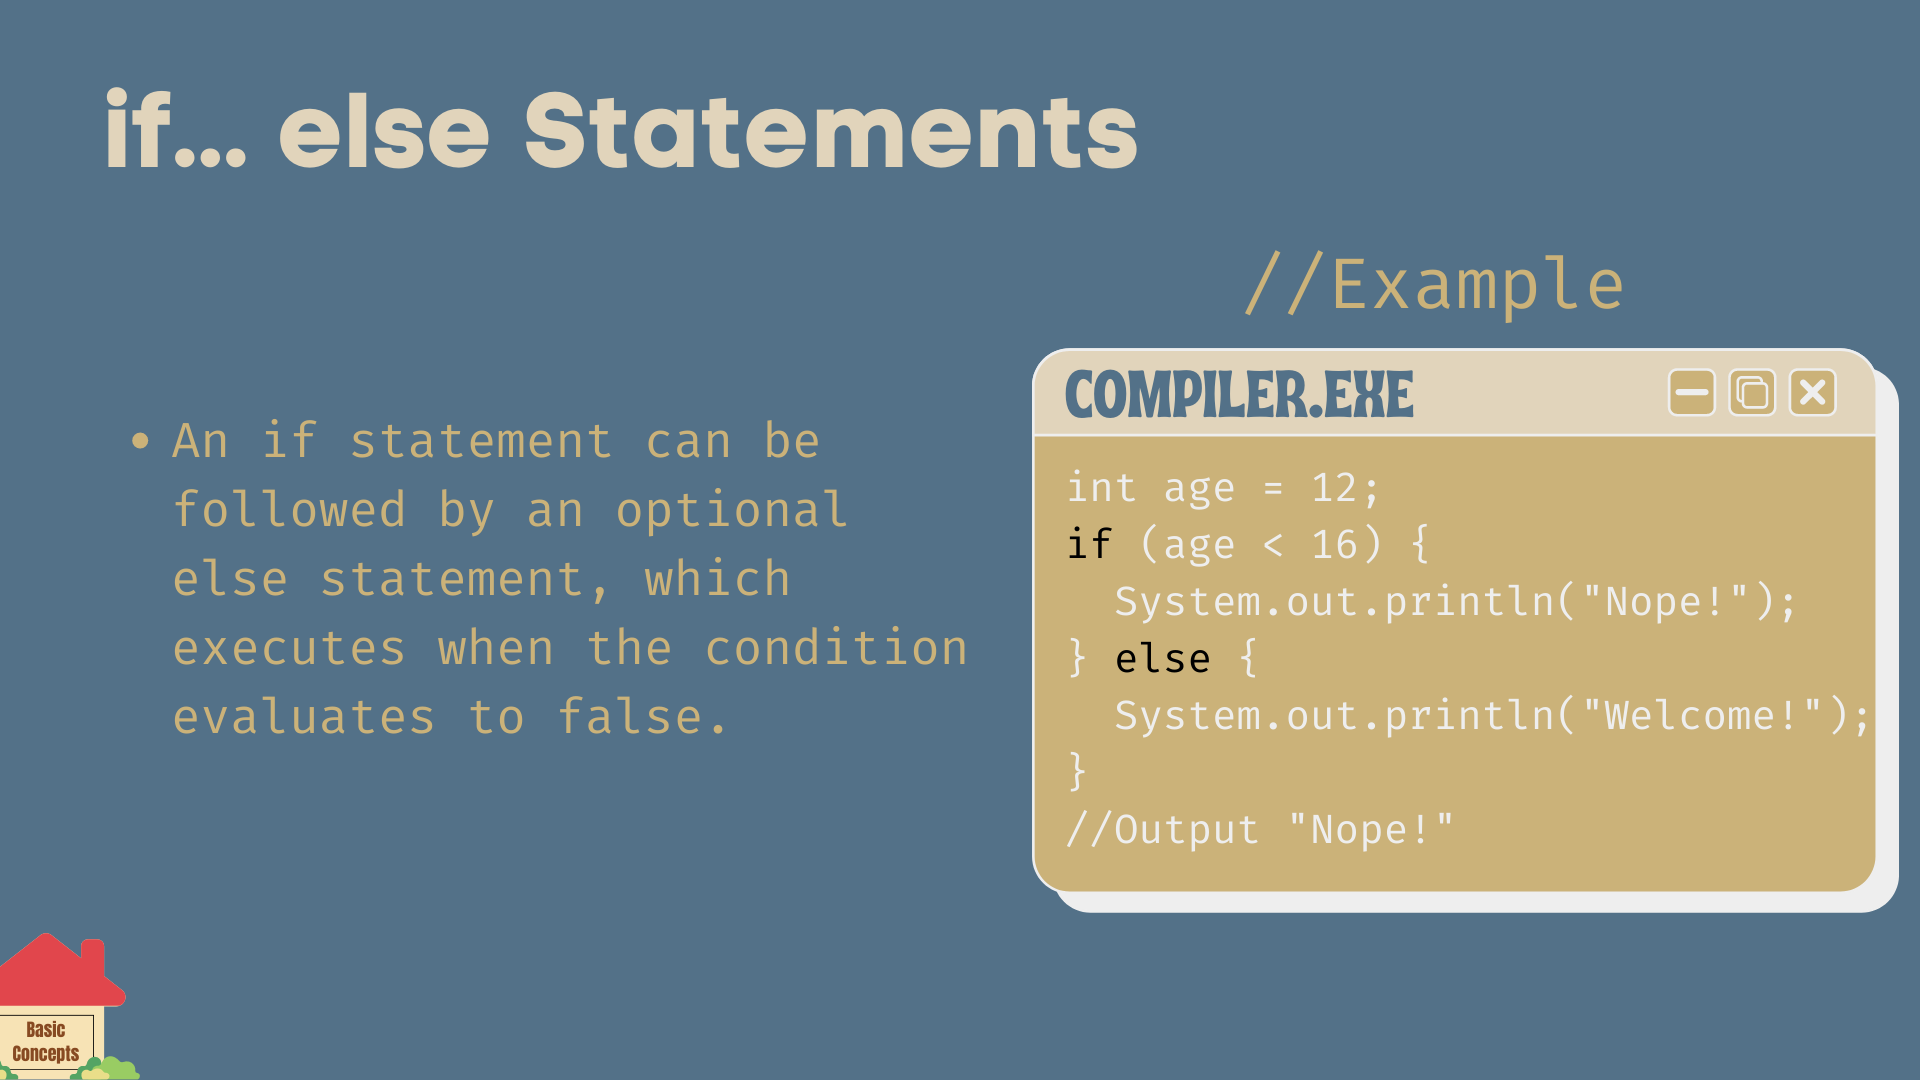 if... else Statements
//Example
• An if statement can be
followed by an optional
else statement, which
executes when the condition
evaluates to false.
COMPILER.EXE
int age = 12;
if (age < 16) {
  System.out.println("Nope!");
} else {
  System.out.println("Welcome!");
}
//Output "Nope!"
Basic
Concepts